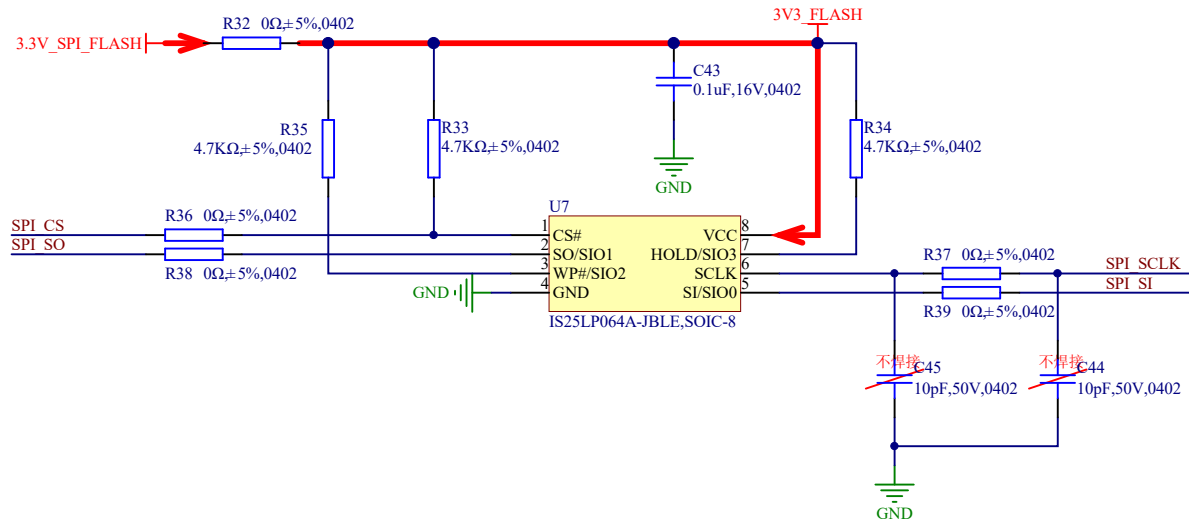 3V3_FLASH
R32 0Ω,±5%,0402
3.3V_SPI_FLASH
C43
0.1uF,16V,0402
R35
4.7KΩ,±5%,0402
R33
4.7KΩ,±5%,0402
R34
4.7KΩ,±5%,0402
GND
U7
SPI_CS
R36 0Ω,±5%,0402
1 CS#
VCC 8
SPI_SO
R38 0Ω,±5%,0402
2 SO/SIO1
HOLD/SIO3 7
3 WP#/SIO2
SCLK 6
R37 0Ω,±5%,0402
SPI_SCLK
GND
4 GND
SI/SIO0 5
R39 0Ω,±5%,0402
SPI_SI
IS25LP064A-JBLE,SOIC-8
不焊接
C45
10pF,50V,0402
不焊接
C44
10pF,50V,0402
GND